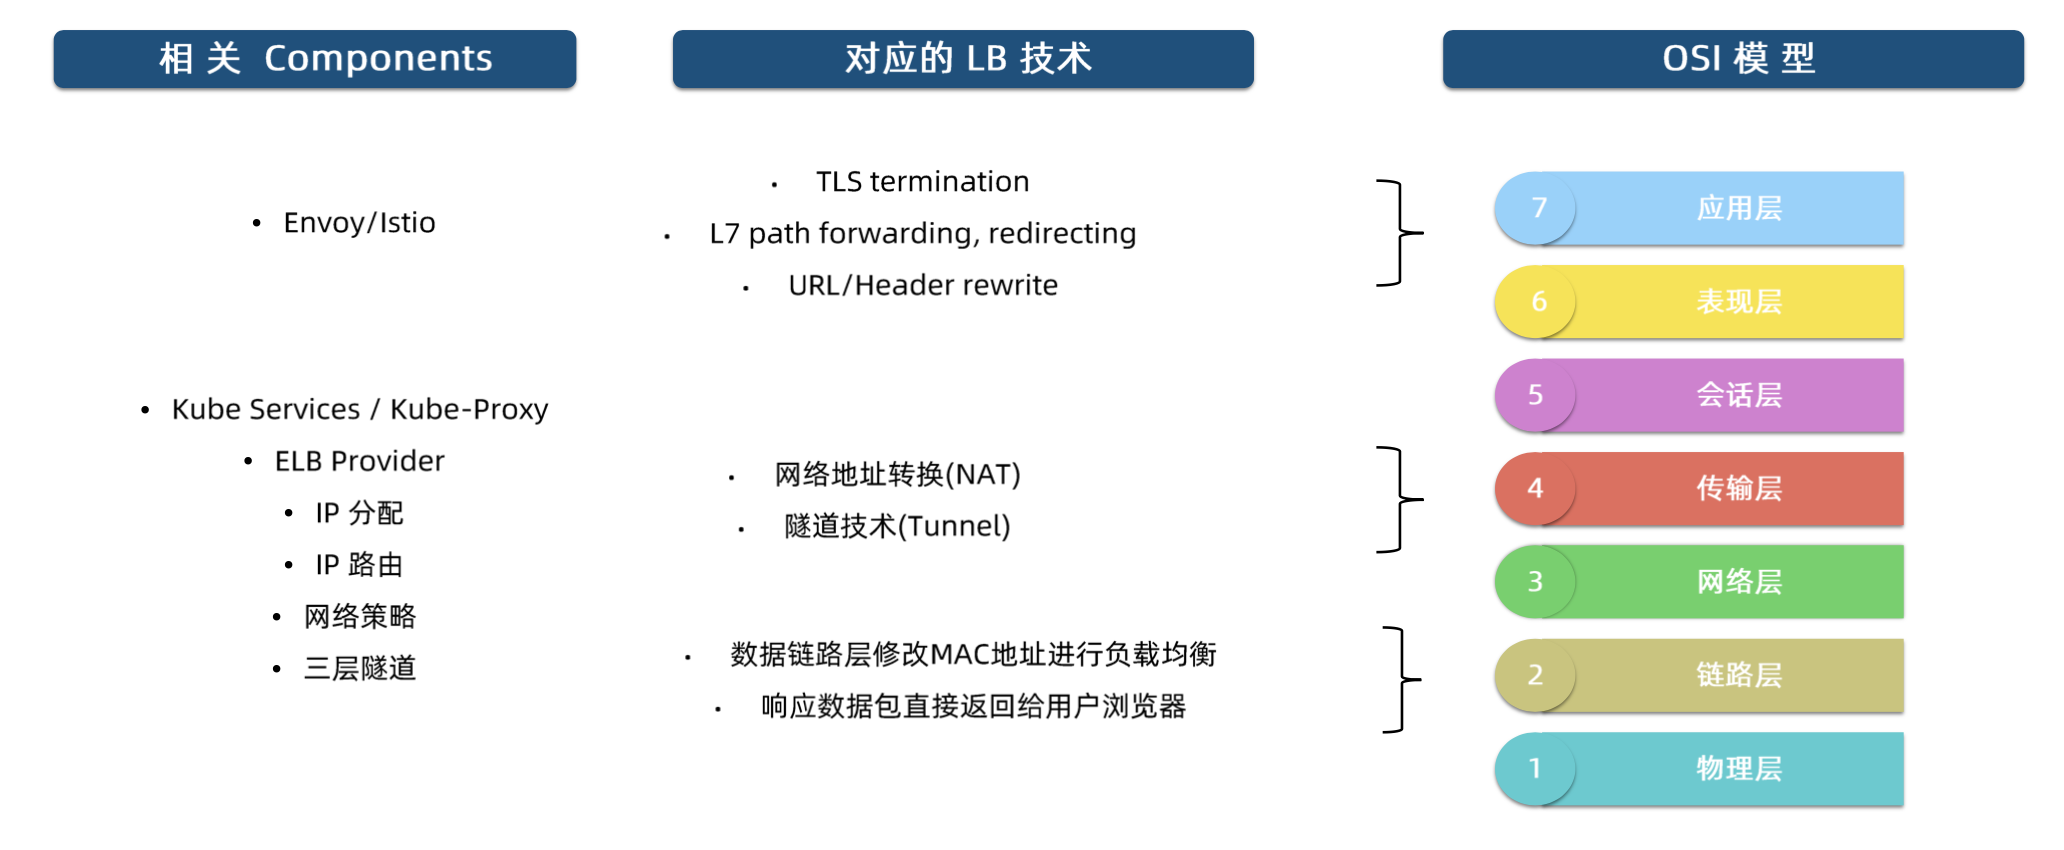 相 关 Components
• Envoy/Istio
• Kube Services / Kube-Proxy
• ELB Provider
• IP 分配
• IP 路由
• 网络策略
• 三层隧道
对应的 LB 技术
• TLS termination
• L7 path forwarding, redirecting
• URL/Header rewrite
• 网络地址转换(NAT)
• 隧道技术(Tunnel)
• 数据链路层修改MAC地址进行负载均衡
• 响应数据包直接返回给用户浏览器
OSI 模 型
7 应用层
6 表现层
5 会话层
4 传输层
3 网络层
2 链路层
1 物理层